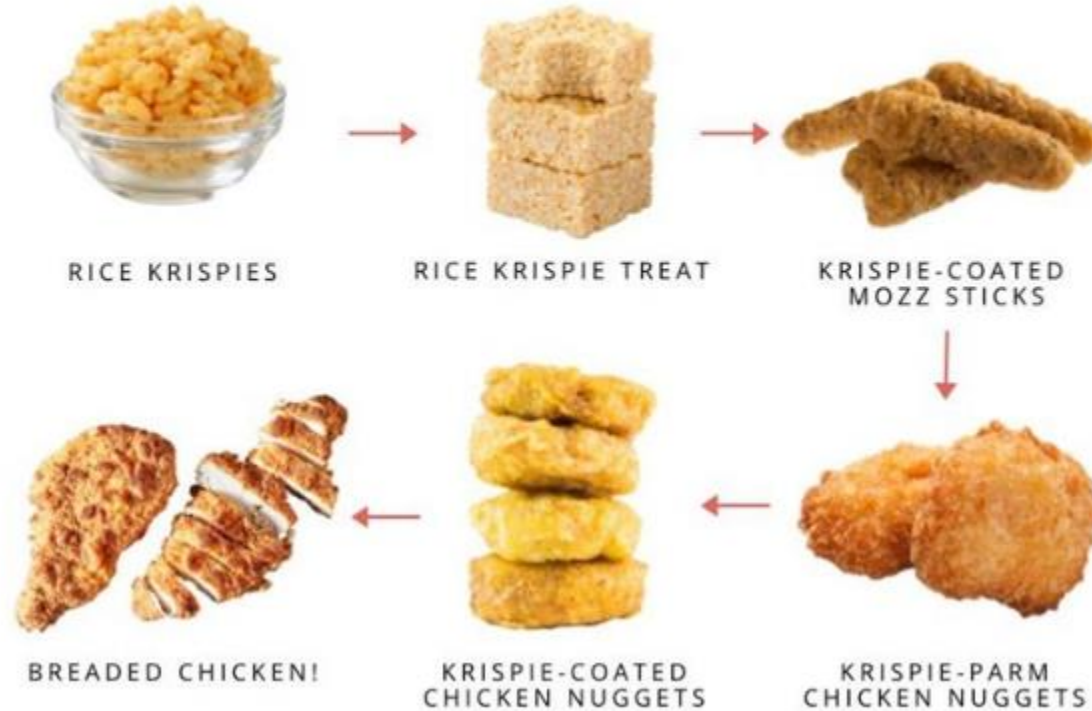 RICE KRISPIES
RICE KRISPIE TREAT
KRISPIE-COATED
MOZZ STICKS
KRISPIE-PARM
CHICKEN NUGGETS
KRISPIE-COATED
CHICKEN NUGGETS
BREADED CHICKEN!